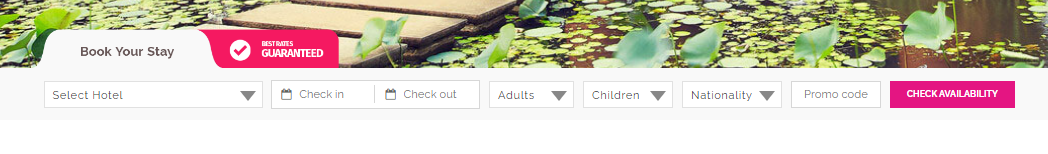 Book Your Stay
BEST RATES
GUARANTEED
Select Hotel
Check in
Check out
Adults
Children
Nationality
Promo code
CHECK AVAILABILITY